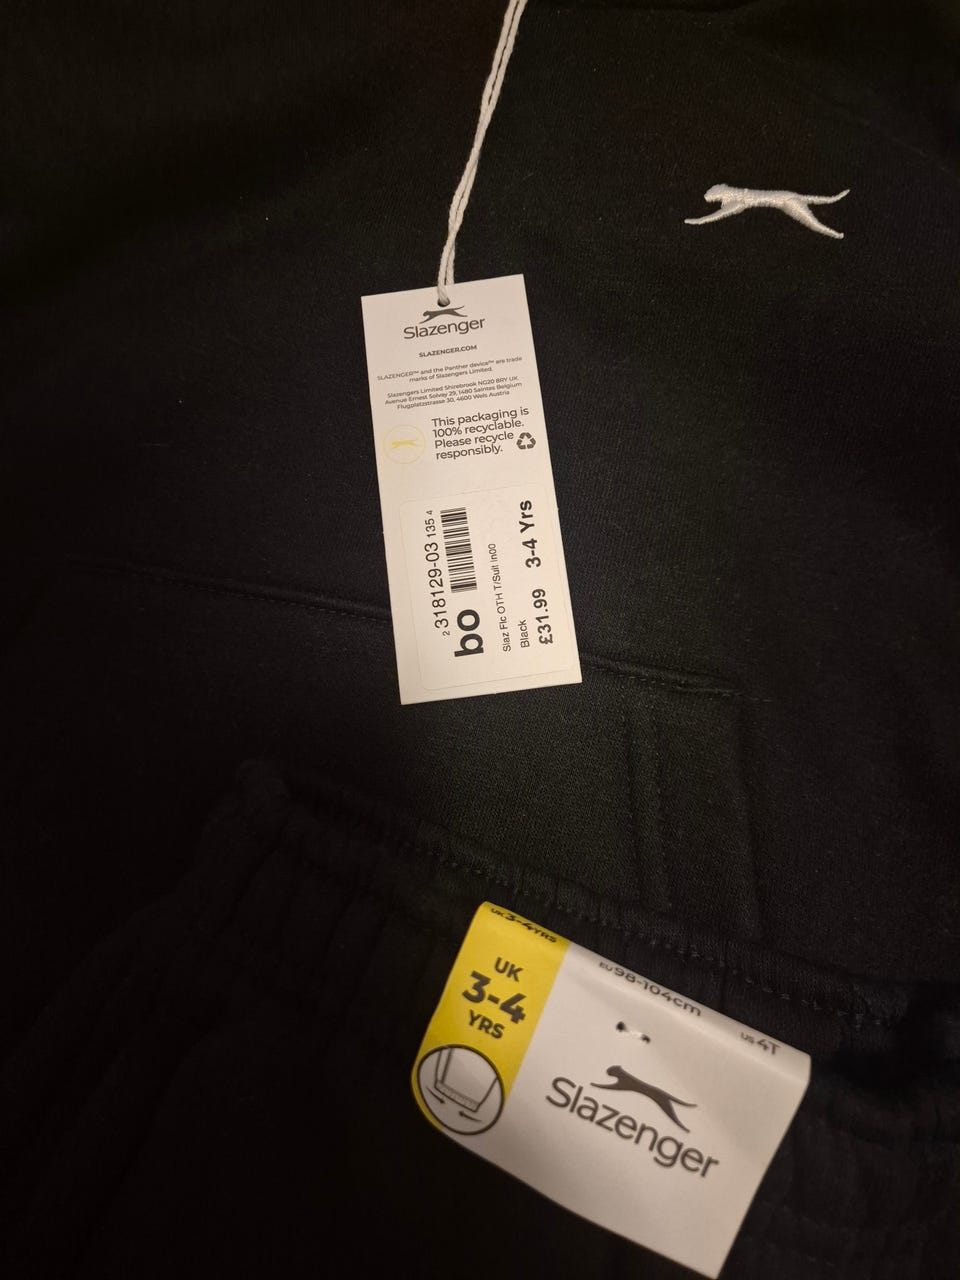 Slazenger
SLAZENGER.COM
SLAZENGER™ and the Panther device™ are trade
marks of Slazengers Limited.
Slazengers Limited Shirebrook NG20 8RY UK
Avenue Ernest Solvay 29, 1480 Saintes Belgium
Flugplatzstrasse 30, 4600 Wels Austria
This packaging is
100% recyclable.
Please recycle
responsibly.
2 318129-03 135 4
bo
Slaz Flc OTH T/Suit In00
Black 3-4 Yrs
£31.99
UK 3-4 YRS
EU 98-104cm
US 4T
UK
3-4
YRS
Slazenger